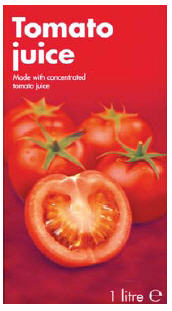 Tomato
juice
Made with concentrated
tomato juice
1 litre ℮